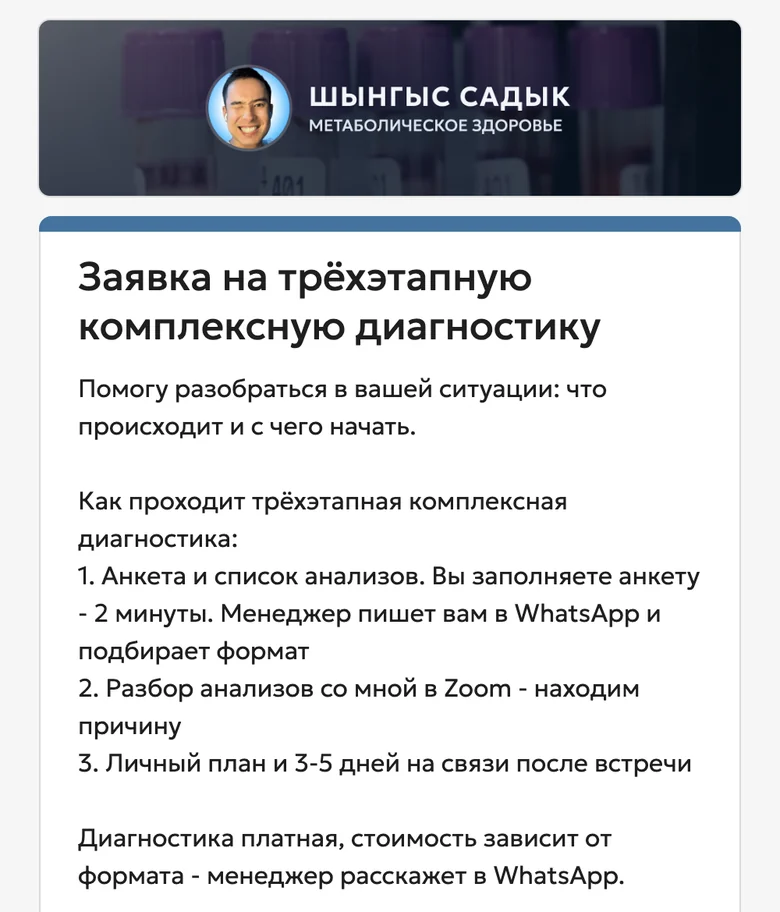 ШЫНГЫС САДЫК
МЕТАБОЛИЧЕСКОЕ ЗДОРОВЬЕ
401
Заявка на трёхэтапную
комплексную диагностику
Помогу разобраться в вашей ситуации: что
происходит и с чего начать.
Как проходит трёхэтапная комплексная
диагностика:
1. Анкета и список анализов. Вы заполняете анкету
- 2 минуты. Менеджер пишет вам в WhatsApp и
подбирает формат
2. Разбор анализов со мной в Zoom - находим
причину
3. Личный план и 3-5 дней на связи после встречи
Диагностика платная, стоимость зависит от
формата - менеджер расскажет в WhatsApp.